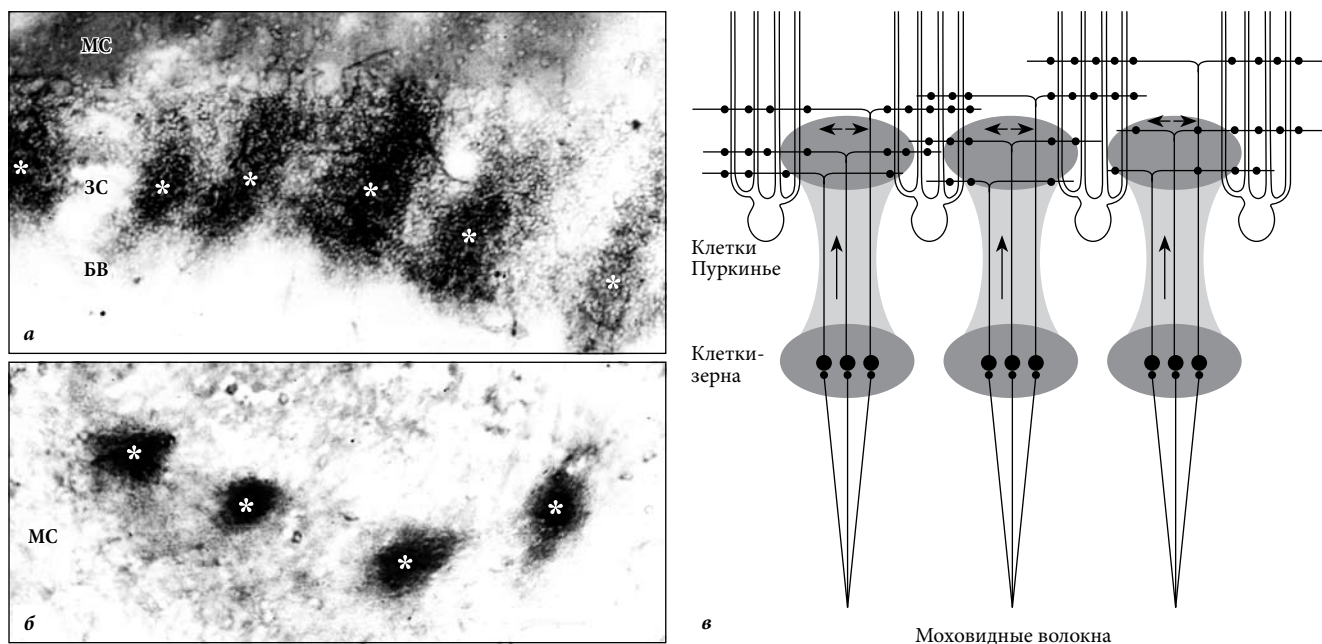 МС
ЗС
БВ
а
МС
б
Клетки
Пуркинье
Клетки-
зерна
в
Моховидные волокна